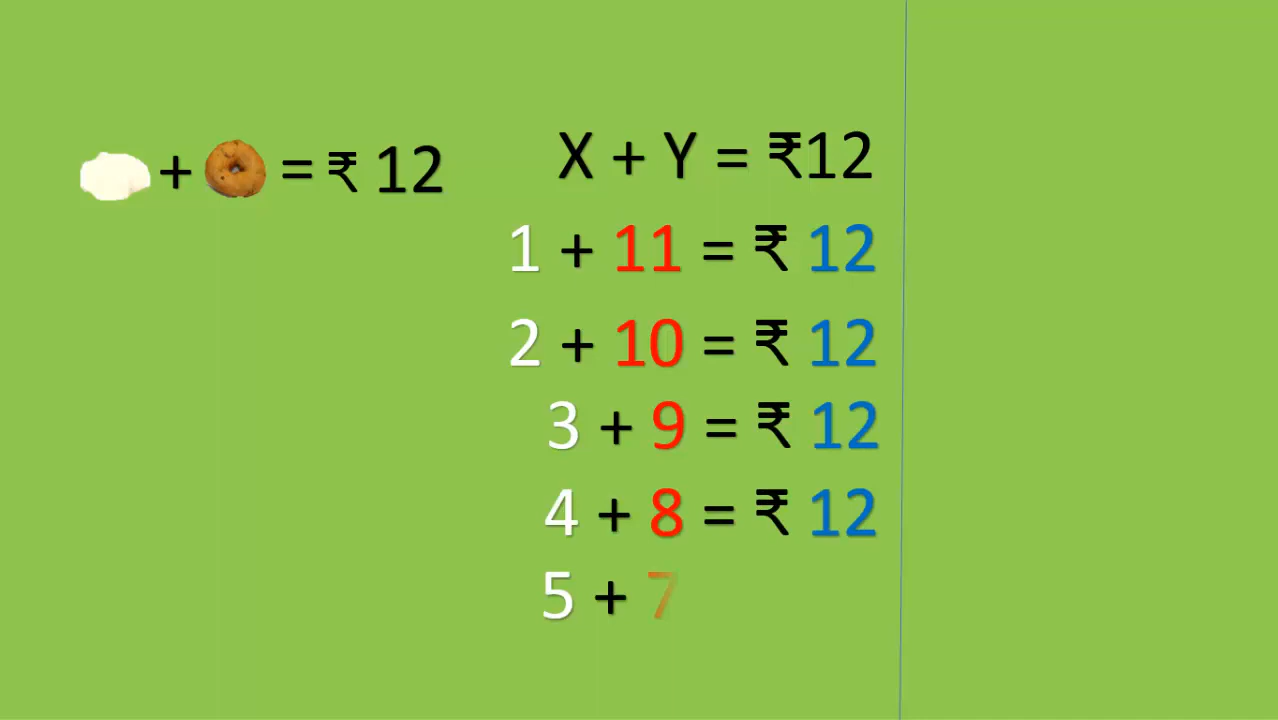 + = ₹ 12
X + Y = ₹12
1 + 11 = ₹ 12
2 + 10 = ₹ 12
3 + 9 = ₹ 12
4 + 8 = ₹ 12
5 + 7